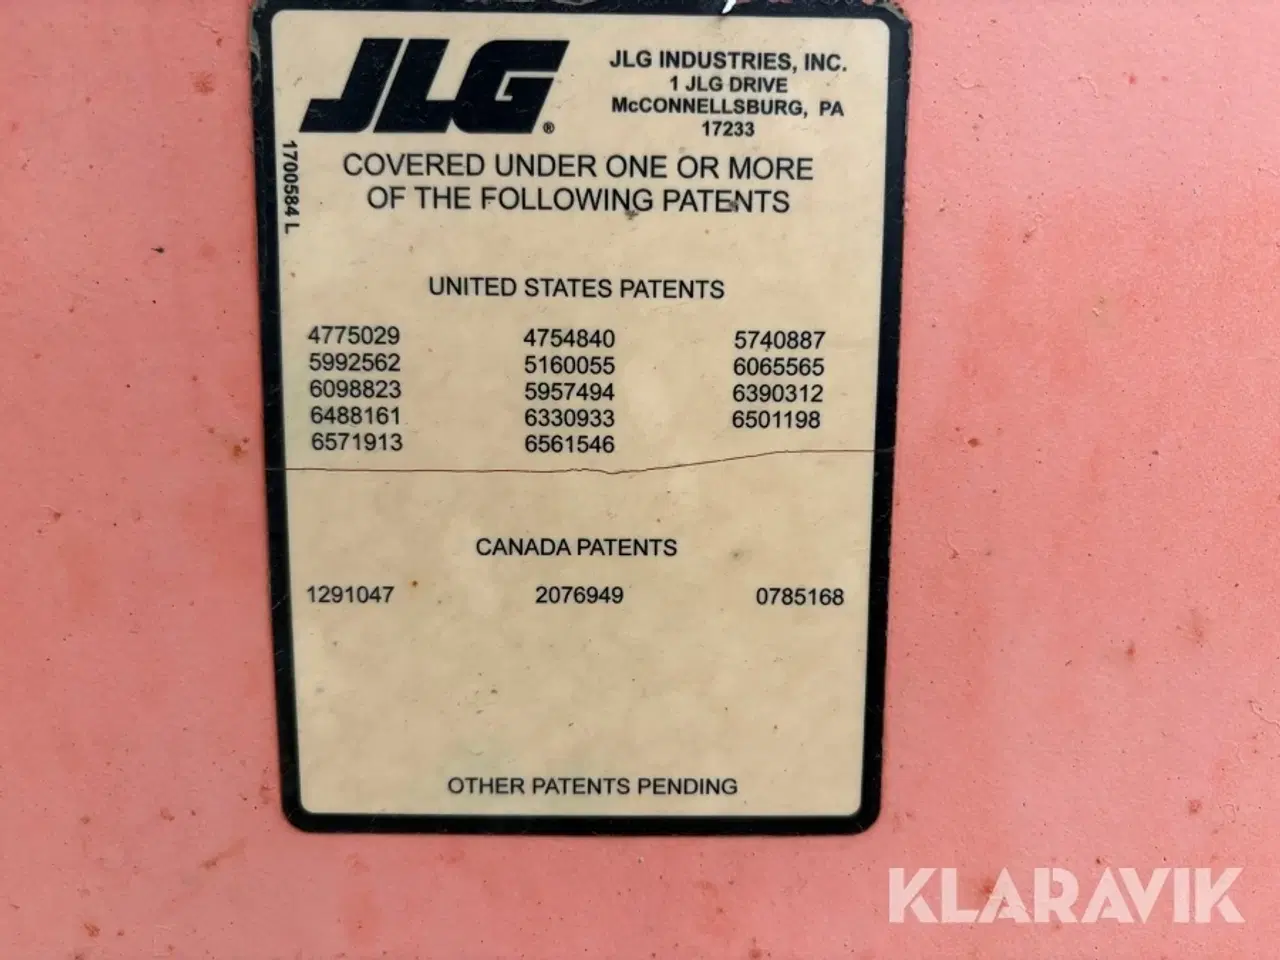 JLG®
JLG INDUSTRIES, INC.
1 JLG DRIVE
McCONNELLSBURG, PA
17233
1700584 L
COVERED UNDER ONE OR MORE
OF THE FOLLOWING PATENTS
UNITED STATES PATENTS
4775029 4754840 5740887
5992562 5160055 6065565
6098823 5957494 6390312
6488161 6330933 6501198
6571913 6561546
CANADA PATENTS
1291047 2076949 0785168
OTHER PATENTS PENDING
KLARAVIK